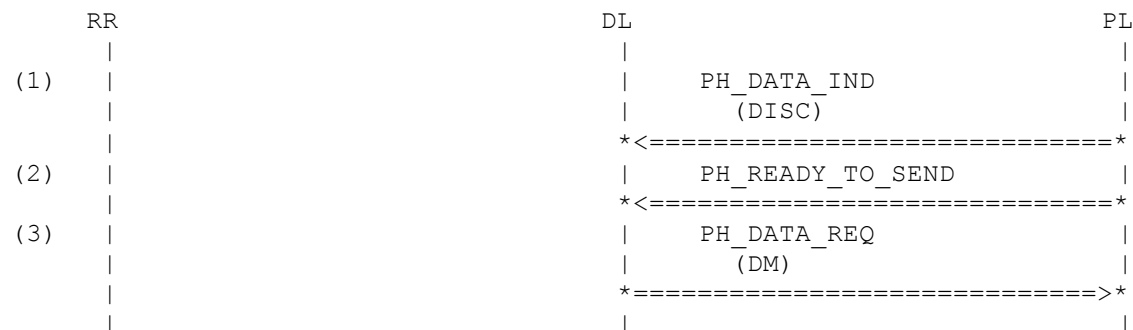 RR DL PL
| | |
(1) | | PH_DATA_IND |
| | (DISC) |
| *<=============================*
(2) | | PH_READY_TO_SEND |
| *<=============================*
(3) | | PH_DATA_REQ |
| | (DM) |
| *=============================>*
| | |